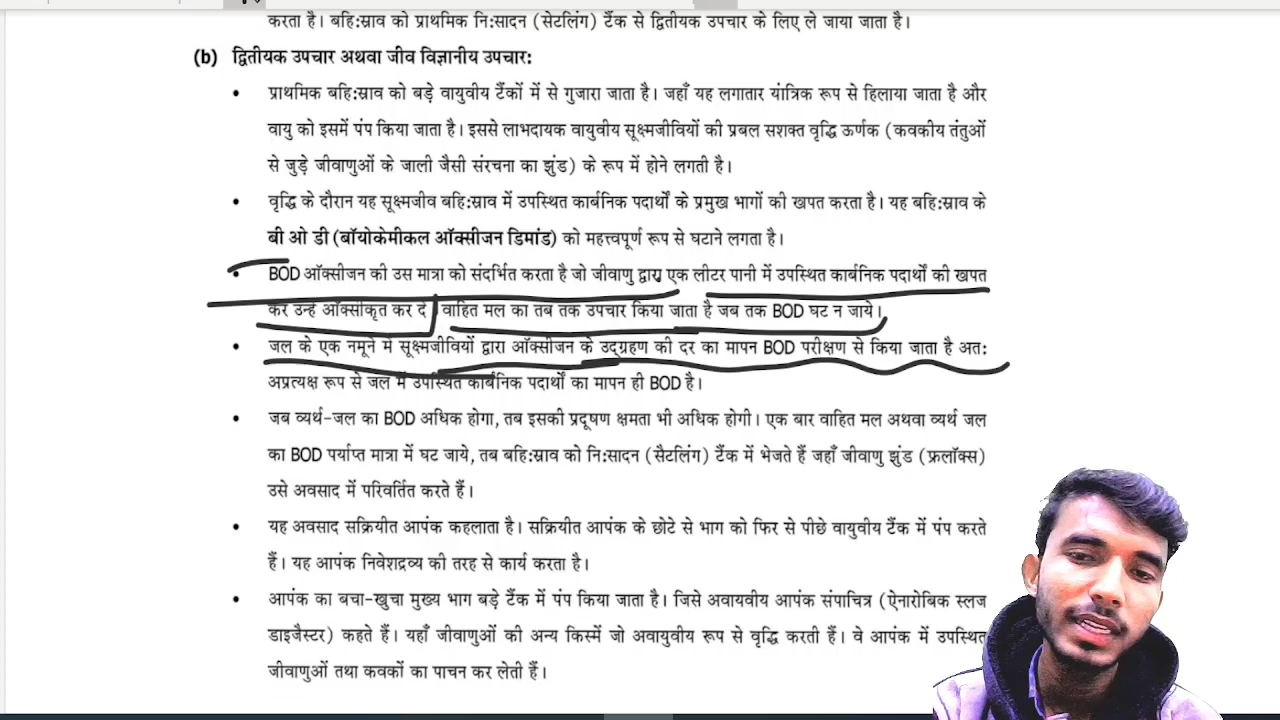 करता है। बहि:स्राव को प्राथमिक नि:सादन (सेटलिंग) टैंक से द्वितीयक उपचार के लिए ले जाया जाता है।
(b) द्वितीयक उपचार अथवा जीव विज्ञानीय उपचार:
• प्राथमिक बहि:स्राव को बड़े वायुवीय टैंकों में से गुजारा जाता है। जहाँ यह लगातार यांत्रिक रूप से हिलाया जाता है और
वायु को इसमें पंप किया जाता है। इससे लाभदायक वायुवीय सूक्ष्मजीवियों की प्रबल सशक्त वृद्धि ऊर्णक (कवकीय तंतुओं
से जुड़े जीवाणुओं के जाली जैसी संरचना का झुंड) के रूप में होने लगती है।
• वृद्धि के दौरान यह सूक्ष्मजीव बहि:स्राव में उपस्थित कार्बनिक पदार्थों के प्रमुख भागों की खपत करता है। यह बहि:स्राव के
बी ओ डी (बॉयोकेमीकल ऑक्सीजन डिमांड) को महत्त्वपूर्ण रूप से घटाने लगता है।
• BOD ऑक्सीजन की उस मात्रा को संदर्भित करता है जो जीवाणु द्वारा एक लीटर पानी में उपस्थित कार्बनिक पदार्थों की खपत
कर उन्हें ऑक्सीकृत कर दे वाहित मल का तब तक उपचार किया जाता है जब तक BOD घट न जाये।
• जल के एक नमूने में सूक्ष्मजीवियों द्वारा ऑक्सीजन के उद्ग्रहण की दर का मापन BOD परीक्षण से किया जाता है अत:
अप्रत्यक्ष रूप से जल में उपस्थित कार्बनिक पदार्थों का मापन ही BOD है।
• जब व्यर्थ-जल का BOD अधिक होगा, तब इसकी प्रदूषण क्षमता भी अधिक होगी। एक बार वाहित मल अथवा व्यर्थ जल
का BOD पर्याप्त मात्रा में घट जाये, तब बहि:स्राव को नि:सादन (सैटलिंग) टैंक में भेजते हैं जहाँ जीवाणु झुंड (फ्रलॉक्स)
उसे अवसाद में परिवर्तित करते हैं।
• यह अवसाद सक्रियीत आपंक कहलाता है। सक्रियीत आपंक के छोटे से भाग को फिर से पीछे वायुवीय टैंक में पंप करते
हैं। यह आपंक निवेशद्रव्य की तरह से कार्य करता है।
• आपंक का बचा-खुचा मुख्य भाग बड़े टैंक में पंप किया जाता है। जिसे अवायवीय आपंक संपाचित्र (ऐनारोबिक स्लज
डाइजैस्टर) कहते हैं। यहाँ जीवाणुओं की अन्य किस्में जो अवायुवीय रूप से वृद्धि करती हैं। वे आपंक में उपस्थित
जीवाणुओं तथा कवकों का पाचन कर लेती हैं।